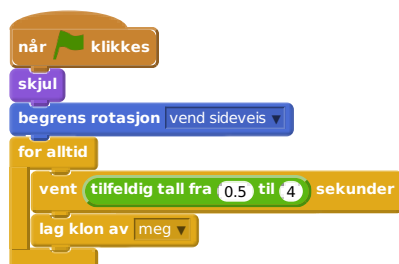 når klikkes
skjul
begrens rotasjon vend sideveis
for alltid
vent tilfeldig tall fra 0.5 til 4 sekunder
lag klon av meg